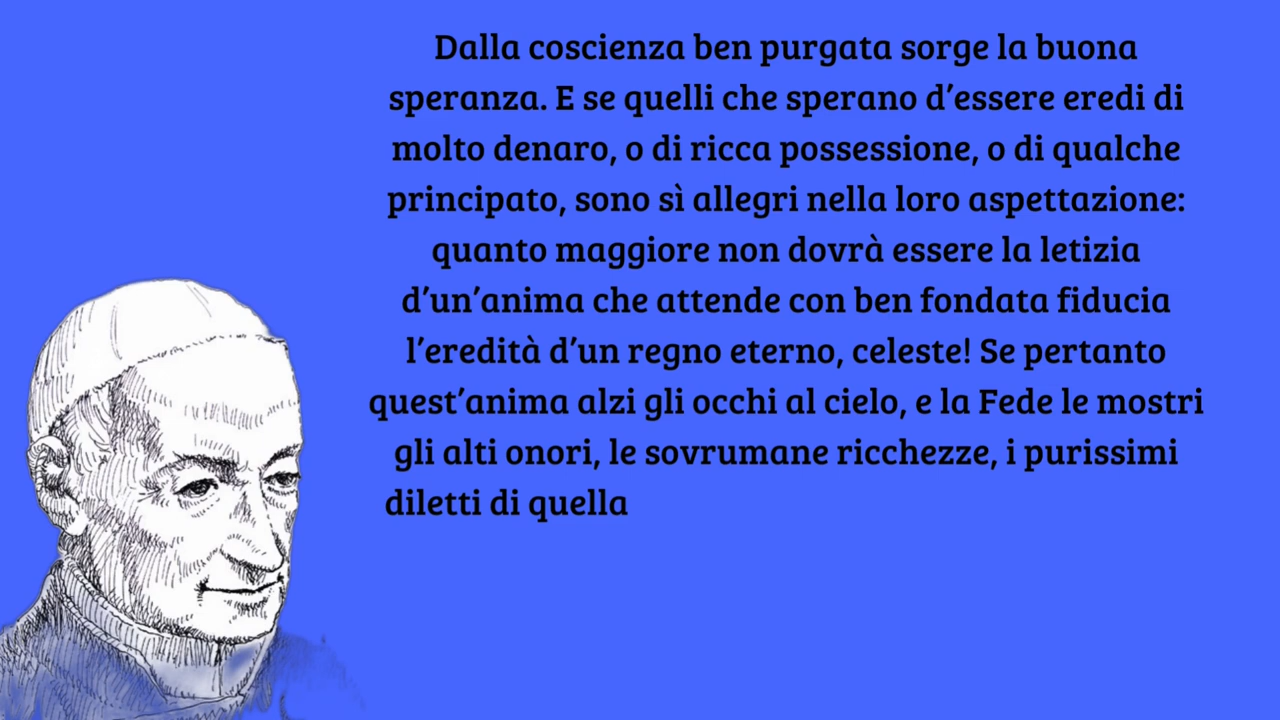 Dalla coscienza ben purgata sorge la buona
speranza. E se quelli che sperano d’essere eredi di
molto denaro, o di ricca possessione, o di qualche
principato, sono sì allegri nella loro aspettazione:
quanto maggiore non dovrà essere la letizia
d’un’anima che attende con ben fondata fiducia
l’eredità d’un regno eterno, celeste! Se pertanto
quest’anima alzi gli occhi al cielo, e la Fede le mostri
gli alti onori, le sovrumane ricchezze, i purissimi
diletti di quella